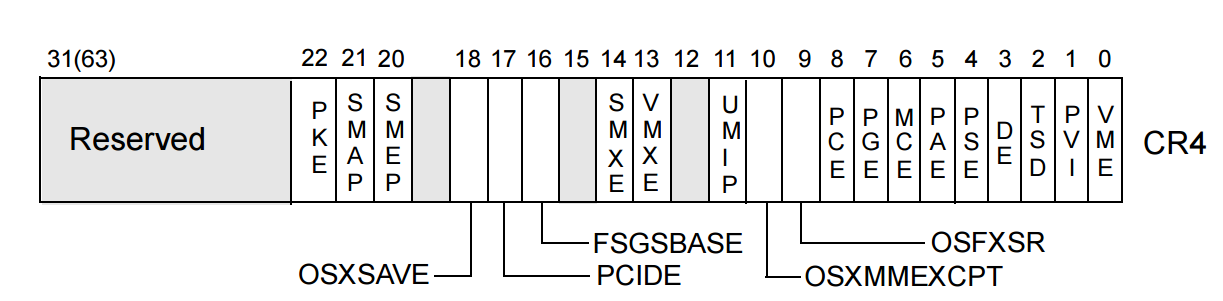 31(63) 22 21 20 18 17 16 15 14 13 12 11 10 9 8 7 6 5 4 3 2 1 0
Reserved PKE SMAP SMEP SMXE VMXE UMIP PCE PGE MCE PAE PSE DE TSD PVI VME CR4
FSGSBASE OSFXSR
OSXSAVE PCIDE OSXMMEXCPT